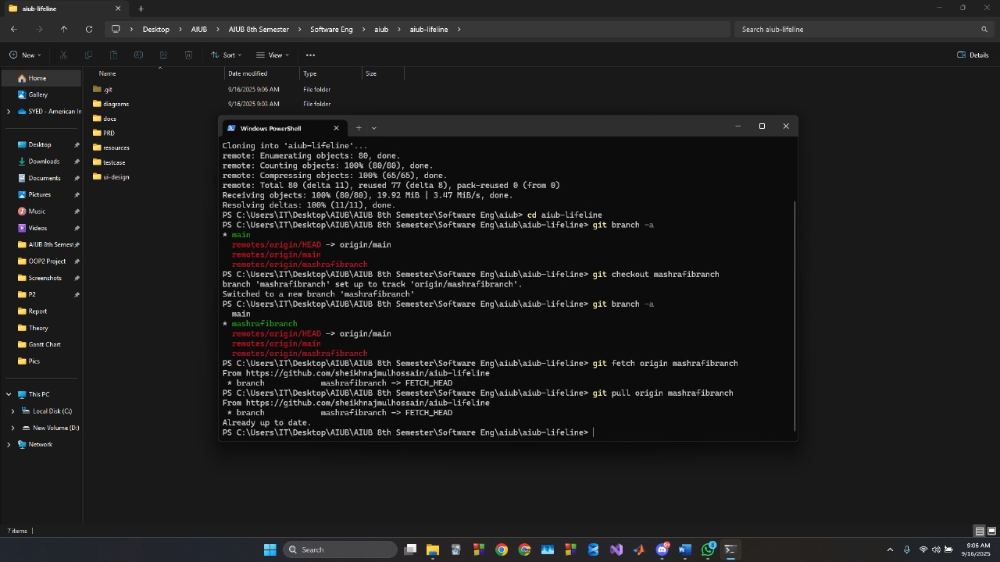 aiub-lifeline
Desktop > AIUB > AIUB 8th Semester > Software Eng > aiub > aiub-lifeline >
Search aiub-lifeline
New
Sort
View
Details
Name
Date modified
Type
Size
Home
Gallery
SYED - American In
Desktop
Downloads
Documents
Pictures
Music
Videos
AIUB 8th Semest
OOP2 Project
Screenshots
P2
Report
Theory
Gantt Chart
Pics
This PC
Local Disk (C:)
New Volume (D:)
Network
.git 9/16/2025 9:06 AM File folder
diagrams 9/16/2025 9:03 AM File folder
docs
PRD
resources
testcase
ui-design
Windows PowerShell
Cloning into 'aiub-lifeline'...
remote: Enumerating objects: 80, done.
remote: Counting objects: 100% (80/80), done.
remote: Compressing objects: 100% (65/65), done.
remote: Total 80 (delta 11), reused 77 (delta 8), pack-reused 0 (from 0)
Receiving objects: 100% (80/80), 19.92 MiB | 3.47 MiB/s, done.
Resolving deltas: 100% (11/11), done.
PS C:\Users\IT\Desktop\AIUB\AIUB 8th Semester\Software Eng\aiub> cd aiub-lifeline
PS C:\Users\IT\Desktop\AIUB\AIUB 8th Semester\Software Eng\aiub\aiub-lifeline> git branch -a
* main
remotes/origin/HEAD -> origin/main
remotes/origin/main
remotes/origin/mashrafibranch
PS C:\Users\IT\Desktop\AIUB\AIUB 8th Semester\Software Eng\aiub\aiub-lifeline> git checkout mashrafibranch
branch 'mashrafibranch' set up to track 'origin/mashrafibranch'.
Switched to a new branch 'mashrafibranch'
PS C:\Users\IT\Desktop\AIUB\AIUB 8th Semester\Software Eng\aiub\aiub-lifeline> git branch -a
main
* mashrafibranch
remotes/origin/HEAD -> origin/main
remotes/origin/main
remotes/origin/mashrafibranch
PS C:\Users\IT\Desktop\AIUB\AIUB 8th Semester\Software Eng\aiub\aiub-lifeline> git fetch origin mashrafibranch
From https://github.com/sheikhnajmulhossain/aiub-lifeline
* branch mashrafibranch -> FETCH_HEAD
PS C:\Users\IT\Desktop\AIUB\AIUB 8th Semester\Software Eng\aiub\aiub-lifeline> git pull origin mashrafibranch
From https://github.com/sheikhnajmulhossain/aiub-lifeline
* branch mashrafibranch -> FETCH_HEAD
Already up to date.
PS C:\Users\IT\Desktop\AIUB\AIUB 8th Semester\Software Eng\aiub\aiub-lifeline>
7 items
Search
8
9:06 AM
9/16/2025